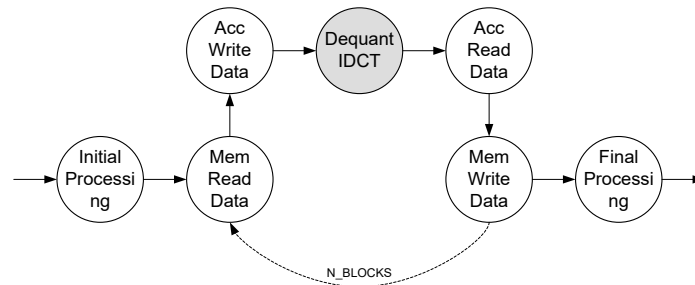 Acc
Write
Data
Dequant
IDCT
Acc
Read
Data
Initial
Processi
ng
Mem
Read
Data
Mem
Write
Data
Final
Processi
ng
N_BLOCKS